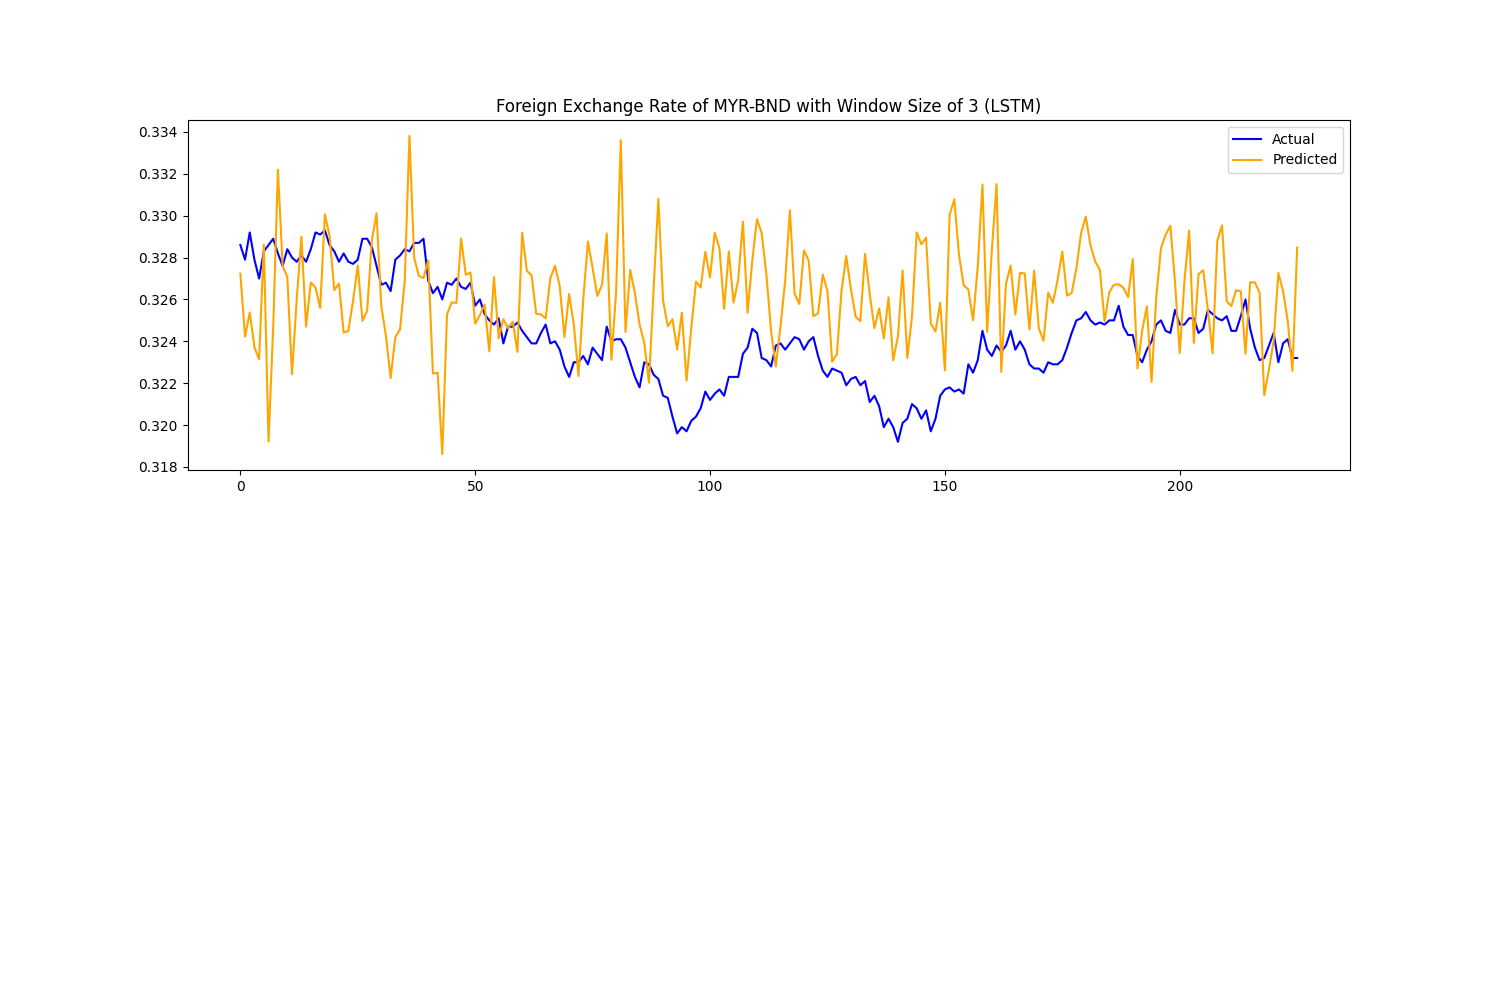 Foreign Exchange Rate of MYR-BND with Window Size of 3 (LSTM)
Actual
Predicted
0.334
0.332
0.330
0.328
0.326
0.324
0.322
0.320
0.318
0 50 100 150 200